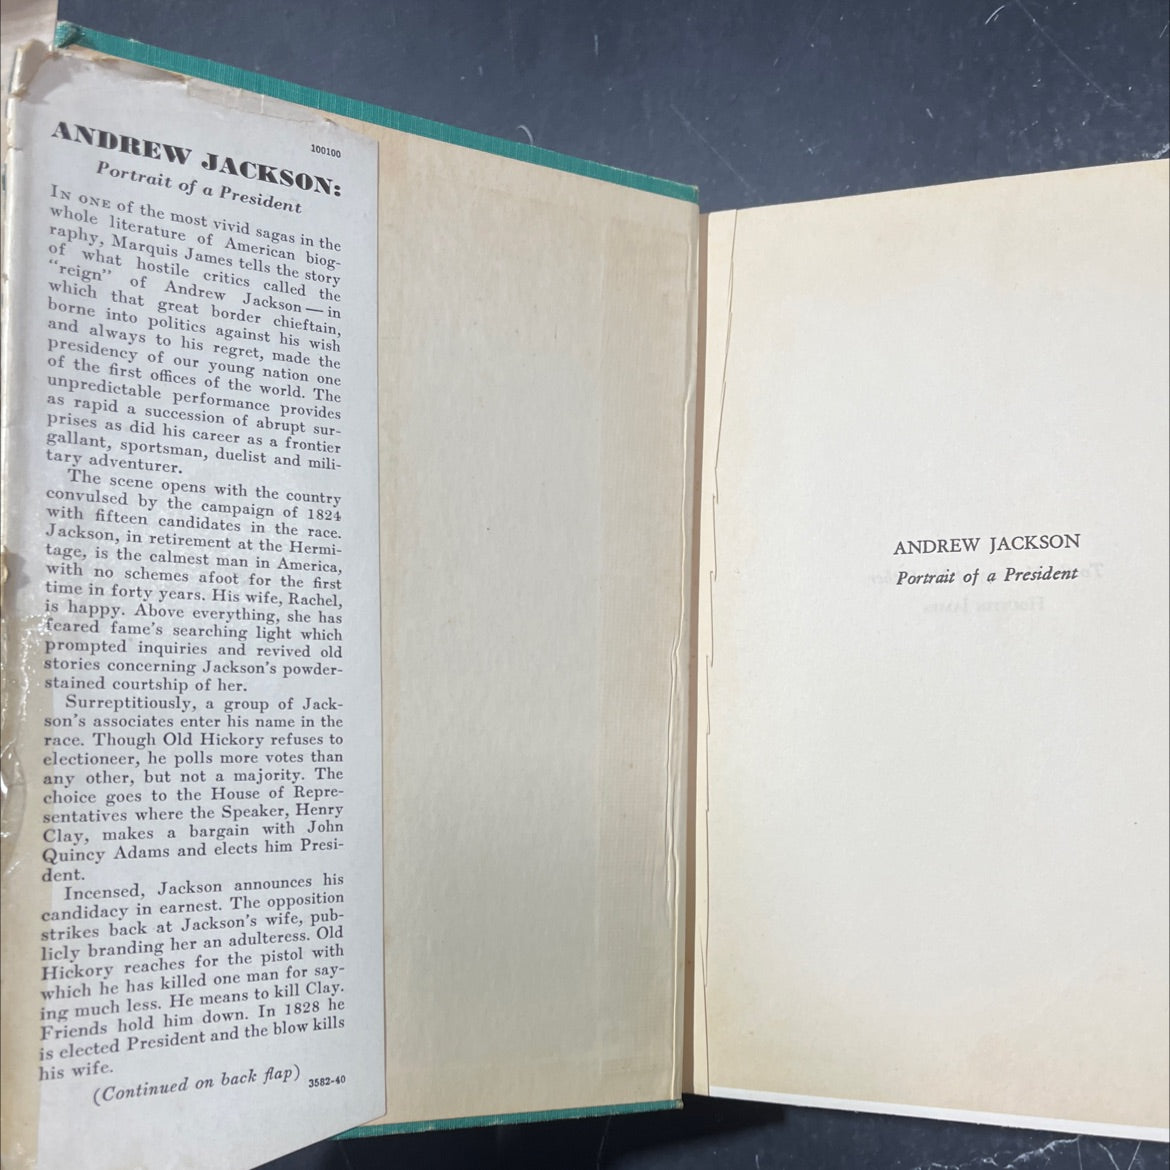 100100
ANDREW JACKSON:
Portrait of a President
IN ONE of the most vivid sagas in the
whole literature of American biog-
raphy, Marquis James tells the story
of what hostile critics called the
"reign" of Andrew Jackson—in
which that great border chieftain,
borne into politics against his wish
and always to his regret, made the
presidency of our young nation one
of the first offices of the world. The
unpredictable performance provides
as rapid a succession of abrupt sur-
prises as did his career as a frontier
gallant, sportsman, duelist and mili-
tary adventurer.
The scene opens with the country
convulsed by the campaign of 1824
with fifteen candidates in the race.
Jackson, in retirement at the Hermi-
tage, is the calmest man in America,
with no schemes afoot for the first
time in forty years. His wife, Rachel,
is happy. Above everything, she has
feared fame's searching light which
prompted inquiries and revived old
stories concerning Jackson's powder-
stained courtship of her.
Surreptitiously, a group of Jack-
son's associates enter his name in the
race. Though Old Hickory refuses to
electioneer, he polls more votes than
any other, but not a majority. The
choice goes to the House of Repre-
sentatives where the Speaker, Henry
Clay, makes a bargain with John
Quincy Adams and elects him Presi-
dent.
Incensed, Jackson announces his
candidacy in earnest. The opposition
strikes back at Jackson's wife, pub-
licly branding her an adulteress. Old
Hickory reaches for the pistol with
which he has killed one man for say-
ing much less. He means to kill Clay.
Friends hold him down. In 1828 he
is elected President and the blow kills
his wife.
(Continued on back flap)
3582-40
ANDREW JACKSON
Portrait of a President